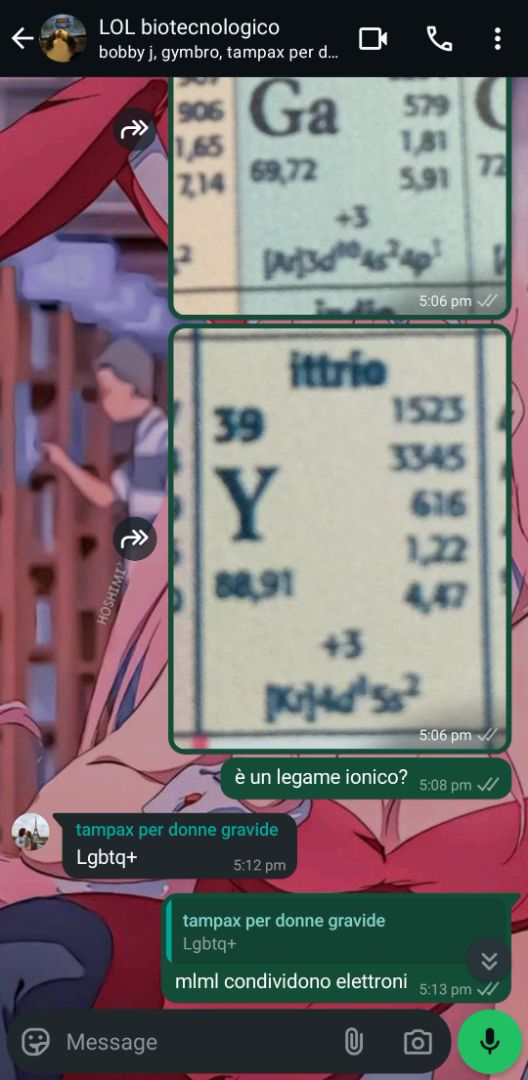 LOL biotecnologico
bobby j, gymbro, tampax per d...
906
Ga
579
1,65
1,81
7,14
69,72
5,91
72
+3
[Ar]3d¹⁰4s²4p¹
indio
5:06 pm
ittrio
39
1523
3345
Y
616
1,22
88,91
4,47
+3
[Kr]4d¹5s²
HOSHIMI
5:06 pm
è un legame ionico?
5:08 pm
tampax per donne gravide
Lgbtq+
5:12 pm
tampax per donne gravide
Lgbtq+
mlml condividono elettroni
5:13 pm
Message